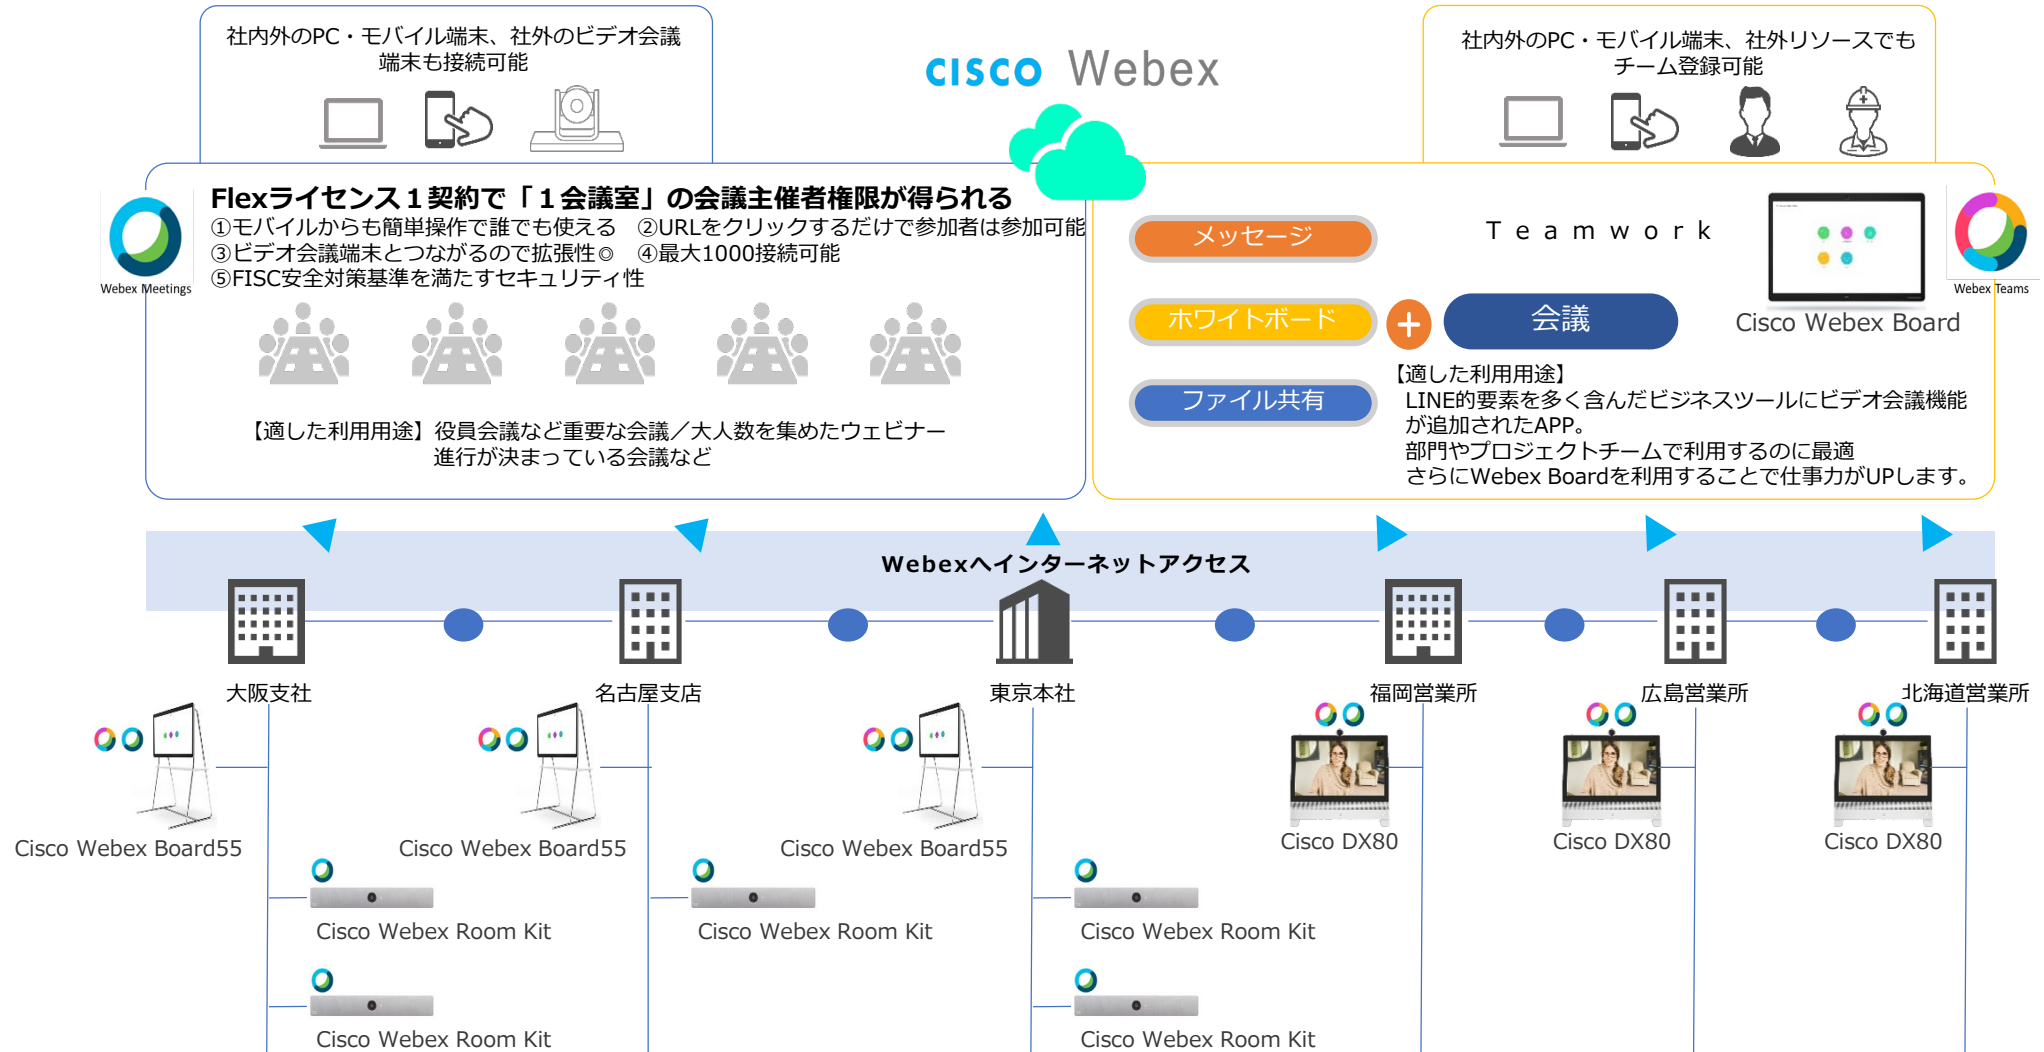 社内外のPC・モバイル端末、社外のビデオ会議
端末も接続可能
CISCO Webex
社内外のPC・モバイル端末、社外リソースでも
チーム登録可能
Webex Meetings
Flexライセンス１契約で「１会議室」の会議主催者権限が得られる
①モバイルからも簡単操作で誰でも使える　②URLをクリックするだけで参加者は参加可能
③ビデオ会議端末とつながるので拡張性◎　④最大1000接続可能
⑤FISC安全対策基準を満たすセキュリティ性
【適した利用用途】役員会議など重要な会議／大人数を集めたウェビナー
進行が決まっている会議など
メッセージ
ホワイトボード
ファイル共有
Teamwork
会議
Cisco Webex Board
Webex Teams
【適した利用用途】
LINE的要素を多く含んだビジネスツールにビデオ会議機能
が追加されたAPP。
部門やプロジェクトチームで利用するのに最適
さらにWebex Boardを利用することで仕事力がUPします。
Webexへインターネットアクセス
大阪支社
名古屋支店
東京本社
福岡営業所
広島営業所
北海道営業所
Cisco Webex Board55
Cisco Webex Board55
Cisco Webex Board55
Cisco DX80
Cisco DX80
Cisco DX80
Cisco Webex Room Kit
Cisco Webex Room Kit
Cisco Webex Room Kit
Cisco Webex Room Kit
Cisco Webex Room Kit